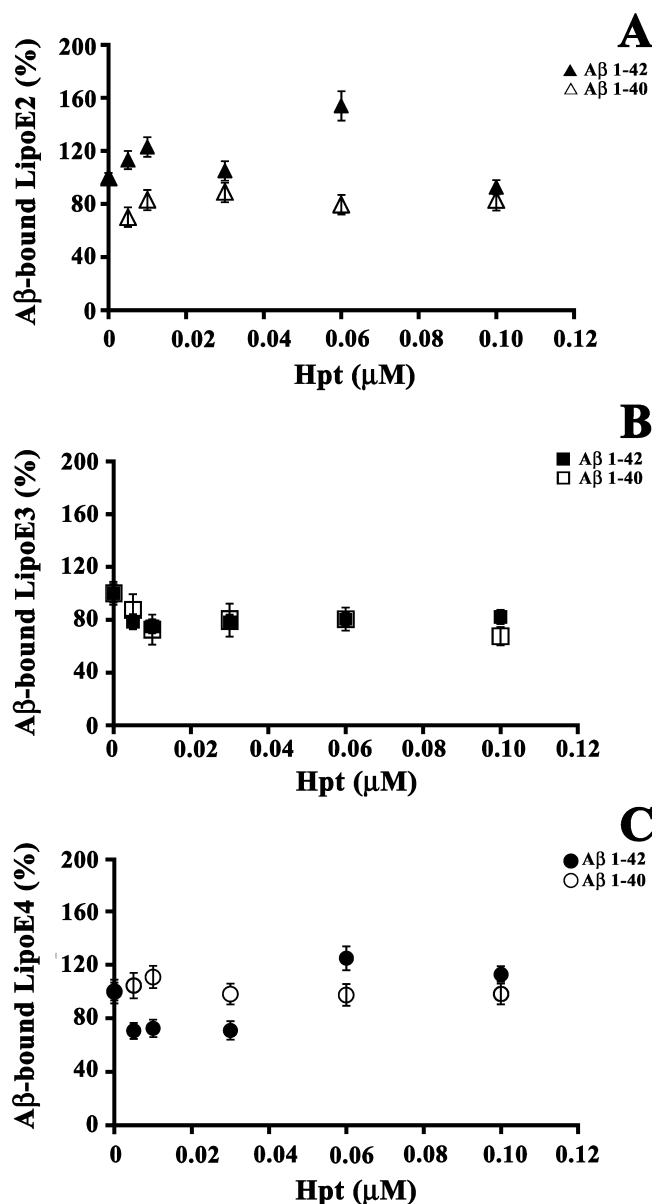 A
Aβ 1-42
Aβ 1-40
Aβ-bound LipoE2 (%)
200
160
120
80
40
0
0 0.02 0.04 0.06 0.08 0.10 0.12
Hpt (μM)
B
Aβ 1-42
Aβ 1-40
Aβ-bound LipoE3 (%)
200
160
120
80
40
0
0 0.02 0.04 0.06 0.08 0.10 0.12
Hpt (μM)
C
Aβ 1-42
Aβ 1-40
Aβ-bound LipoE4 (%)
200
160
120
80
40
0
0 0.02 0.04 0.06 0.08 0.10 0.12
Hpt (μM)